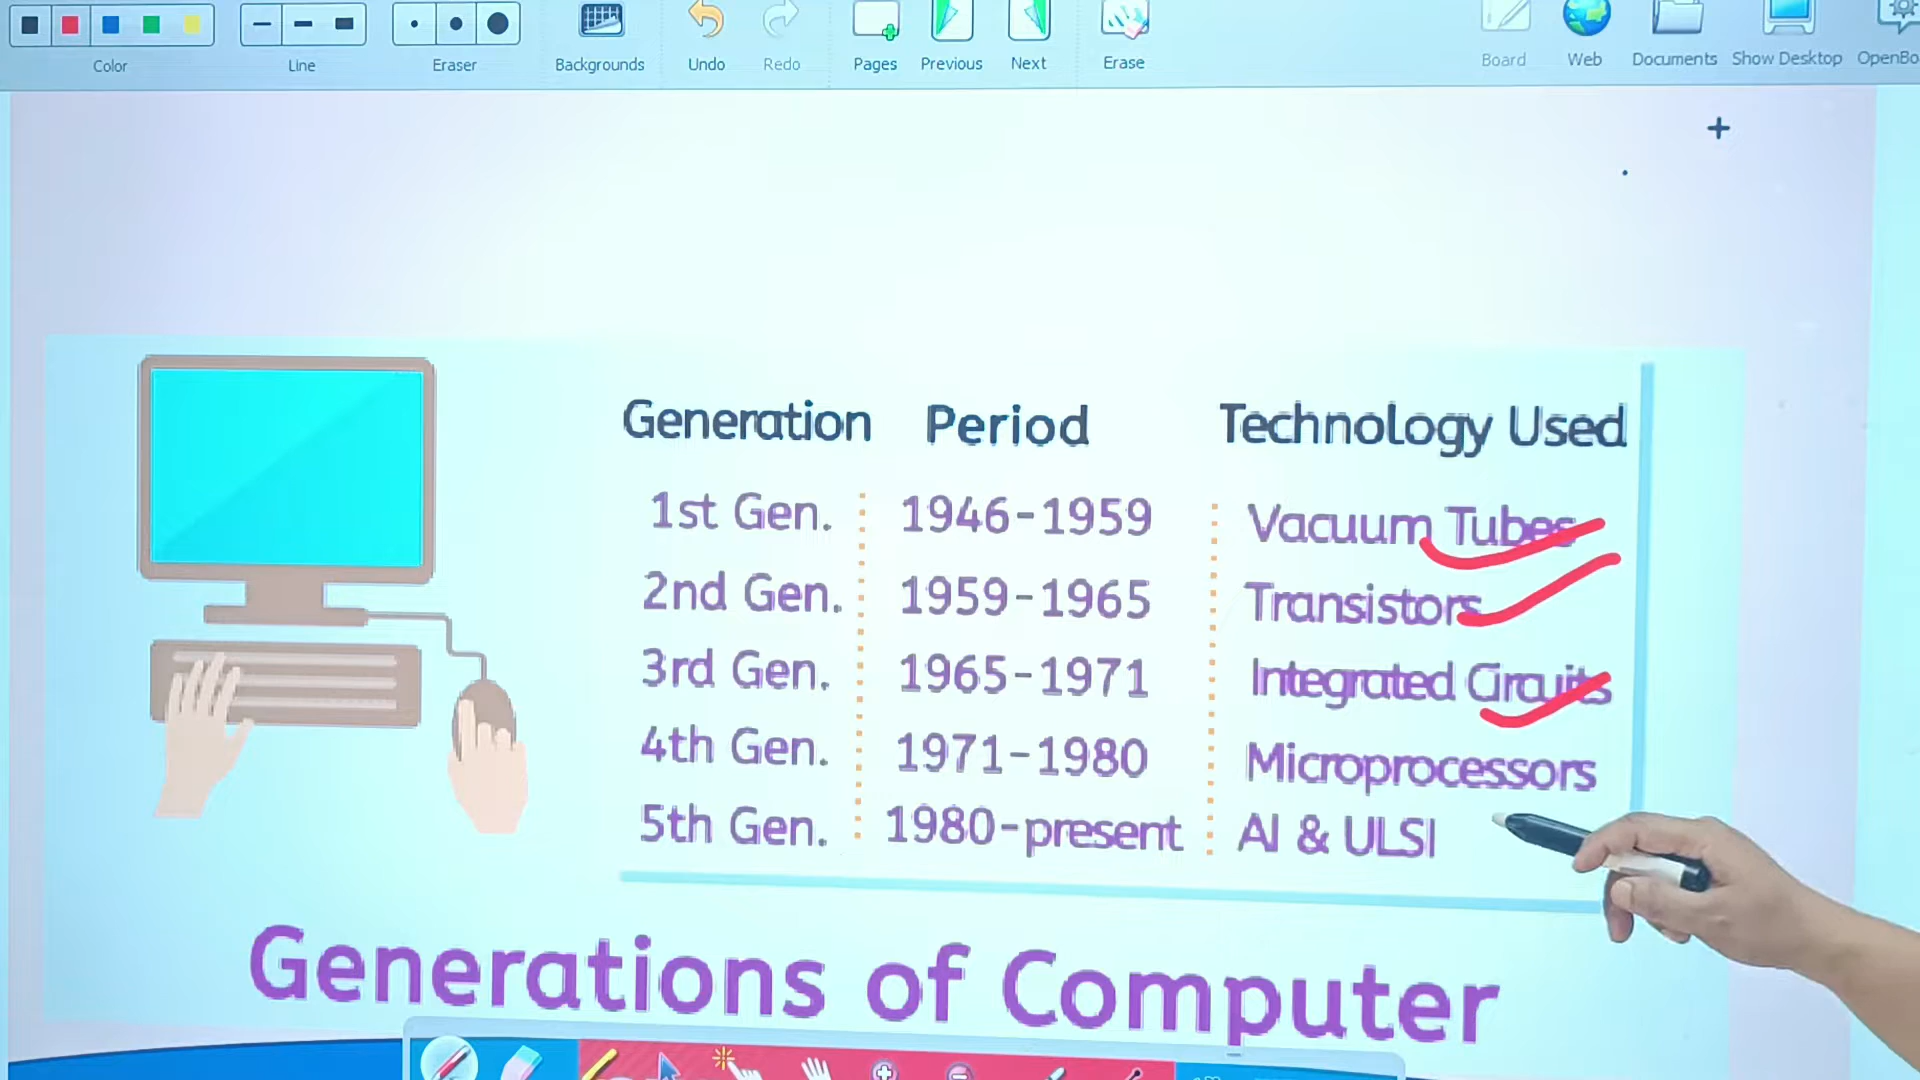 Color Line Eraser Backgrounds Undo Redo Pages Previous Next Erase Board Web Documents Show Desktop OpenBo
Generation Period Technology Used
1st Gen. 1946-1959 Vacuum Tubes
2nd Gen. 1959-1965 Transistors
3rd Gen. 1965-1971 Integrated Circuits
4th Gen. 1971-1980 Microprocessors
5th Gen. 1980-present AI & ULSI
Generations of Computer